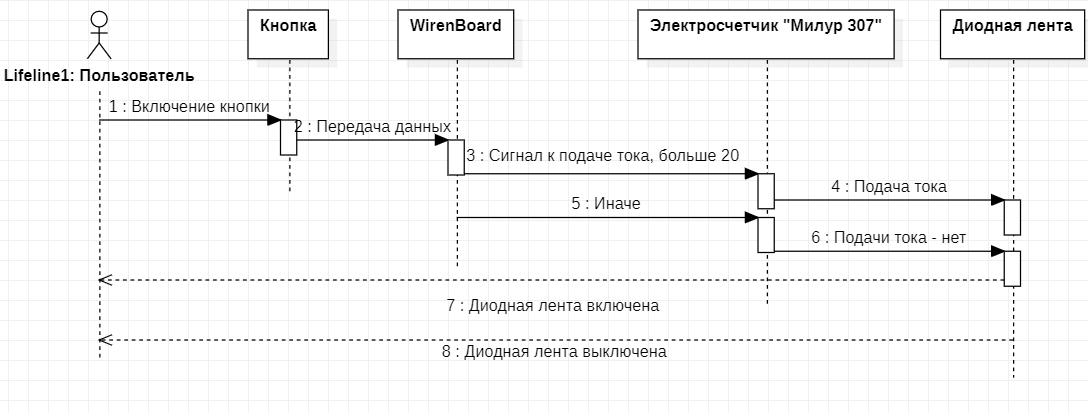 Кнопка
WirenBoard
Электросчетчик "Милур 307"
Диодная лента
Lifeline1: Пользователь
1 : Включение кнопки
2 : Передача данных
3 : Сигнал к подаче тока, больше 20
4 : Подача тока
5 : Иначе
6 : Подачи тока - нет
7 : Диодная лента включена
8 : Диодная лента выключена